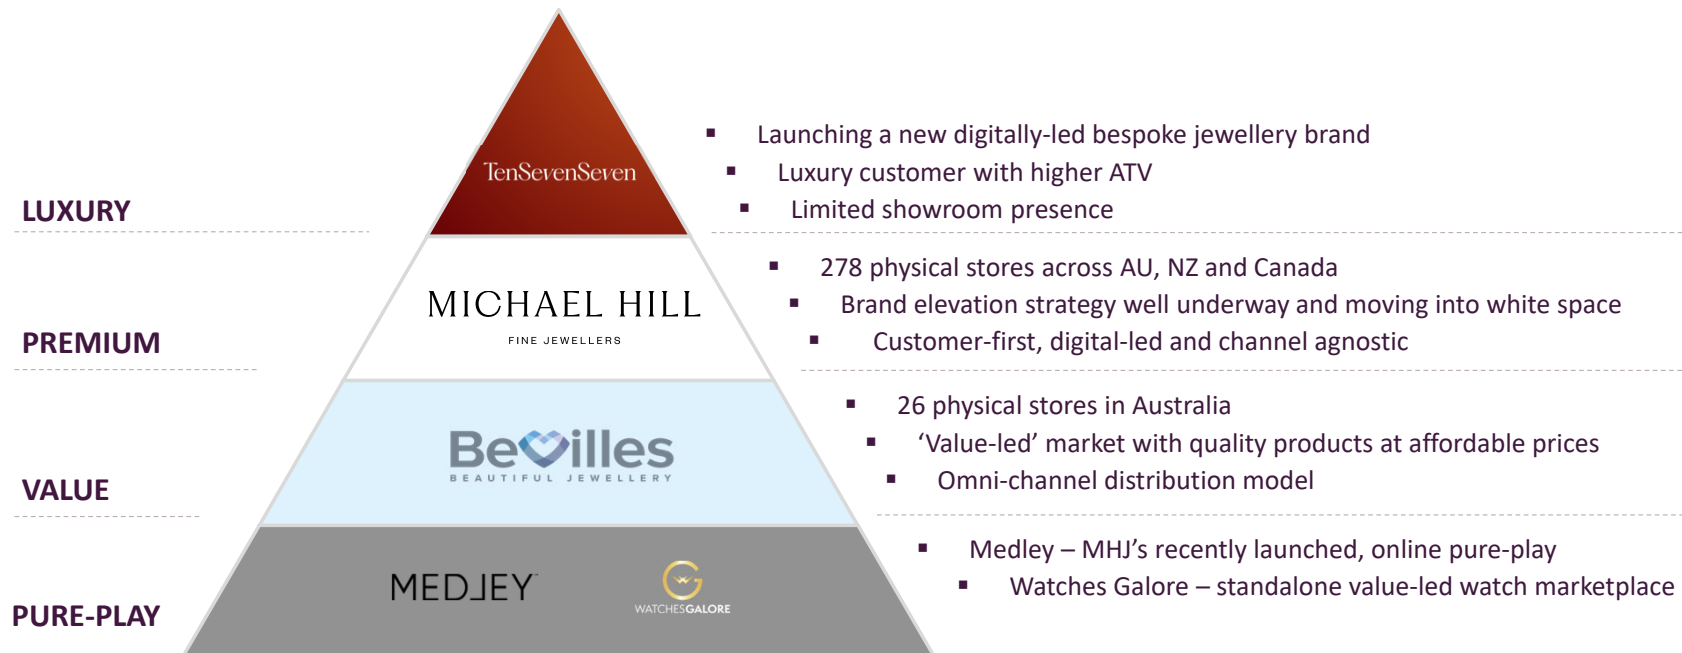 TenSevenSeven
LUXURY
▪ Launching a new digitally-led bespoke jewellery brand
▪ Luxury customer with higher ATV
▪ Limited showroom presence
MICHAEL HILL
FINE JEWELLERS
PREMIUM
▪ 278 physical stores across AU, NZ and Canada
▪ Brand elevation strategy well underway and moving into white space
▪ Customer-first, digital-led and channel agnostic
Bevilles
BEAUTIFUL JEWELLERY
VALUE
▪ 26 physical stores in Australia
▪ ‘Value-led’ market with quality products at affordable prices
▪ Omni-channel distribution model
MEDLEY™
WATCHESGALORE
PURE-PLAY
▪ Medley – MHJ’s recently launched, online pure-play
▪ Watches Galore – standalone value-led watch marketplace